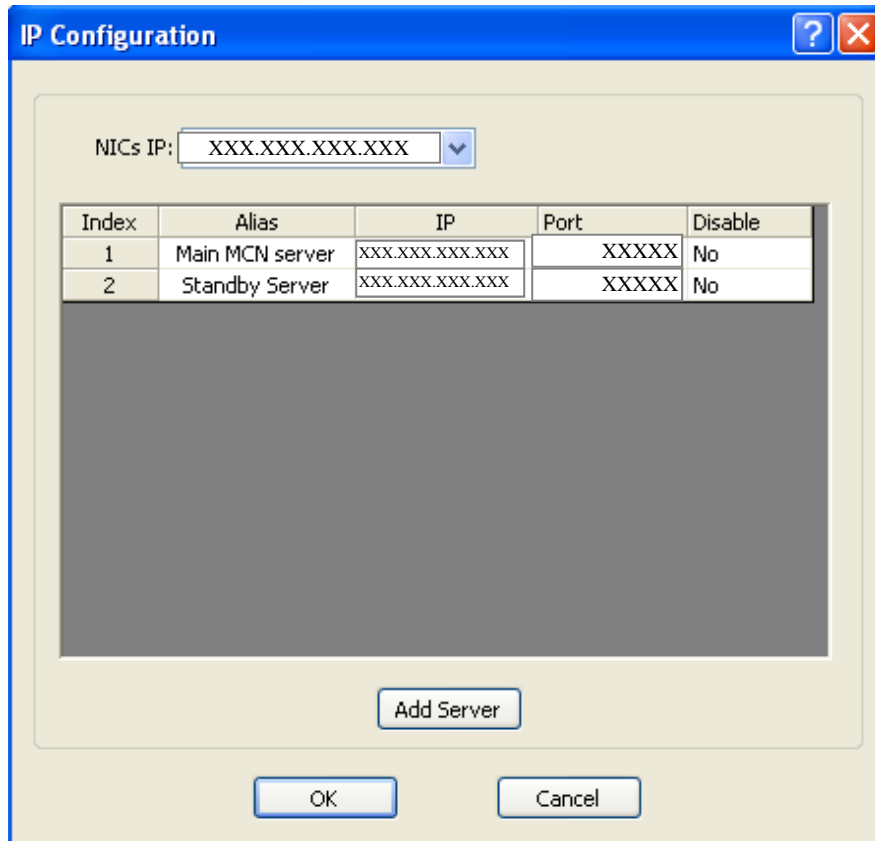 IP Configuration
NICs IP: XXX.XXX.XXX.XXX
Index Alias IP Port Disable
1 Main MCN server XXX.XXX.XXX.XXX XXXXX No
2 Standby Server XXX.XXX.XXX.XXX XXXXX No
Add Server
OK Cancel